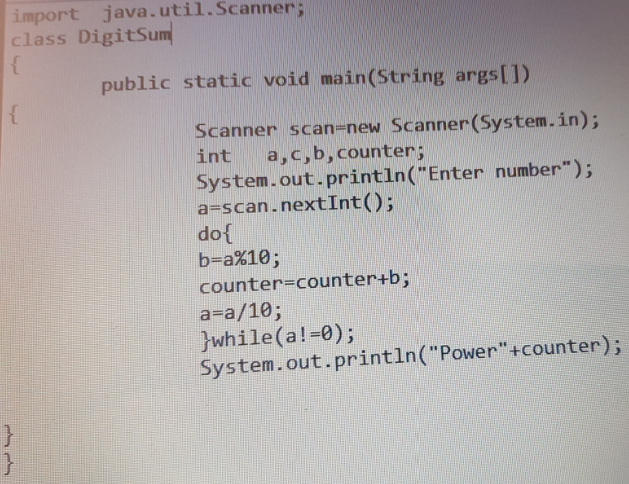 import java.util.Scanner;
class DigitSum
{
public static void main(String args[])
{
Scanner scan=new Scanner(System.in);
int a,c,b,counter;
System.out.println("Enter number");
a=scan.nextInt();
do{
b=a%10;
counter=counter+b;
a=a/10;
}while(a!=0);
System.out.println("Power"+counter);
}
}